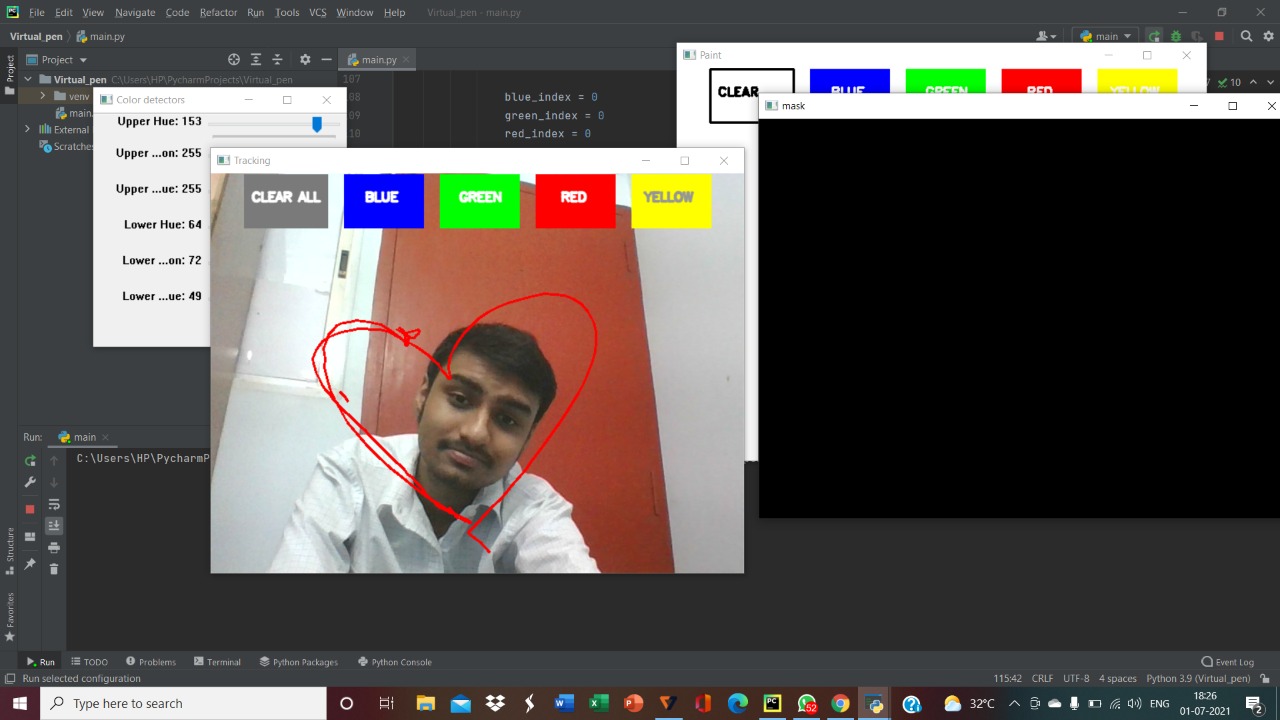 File Edit View Navigate Code Refactor Run Tools VCS Window Help Virtual_pen - main.py
Virtual_pen main.py main
Project main.py
Project
Virtual_pen C:\Users\HP\PycharmProjects\Virtual_pen
venv
main.
External
Scratches
107
08 blue_index = 0
09 green_index = 0
10 red_index = 0
10
Paint
CLEAR BLUE GREEN RED YELLOW
mask
Color detectors
Upper Hue: 153
Upper ...on: 255
Upper ...ue: 255
Lower Hue: 64
Lower ...on: 72
Lower ...ue: 49
Tracking
CLEAR ALL BLUE GREEN RED YELLOW
Run: main
C:\Users\HP\PycharmP
Structure
Favorites
Run TODO Problems Terminal Python Packages Python Console Event Log
Run selected configuration 115:42 CRLF UTF-8 4 spaces Python 3.9 (Virtual_pen)
Type here to search 52 32°C ENG 18:26
01-07-2021 2